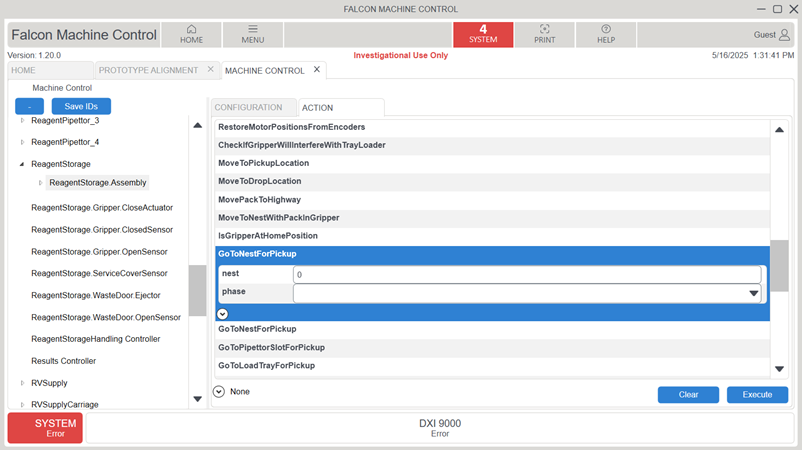 FALCON MACHINE CONTROL
Falcon Machine Control
HOME
MENU
4
SYSTEM
PRINT
HELP
Guest
Version: 1.20.0
Investigational Use Only
5/16/2025 1:31:41 PM
HOME
PROTOTYPE ALIGNMENT
MACHINE CONTROL
Machine Control
-
Save IDs
ReagentPipettor_3
ReagentPipettor_4
ReagentStorage
ReagentStorage.Assembly
ReagentStorage.Gripper.CloseActuator
ReagentStorage.Gripper.ClosedSensor
ReagentStorage.Gripper.OpenSensor
ReagentStorage.ServiceCoverSensor
ReagentStorage.WasteDoor.Ejector
ReagentStorage.WasteDoor.OpenSensor
ReagentStorageHandling Controller
Results Controller
RVSupply
RVSupplyCarriage
CONFIGURATION
ACTION
RestoreMotorPositionsFromEncoders
CheckIfGripperWillInterfereWithTrayLoader
MoveToPickupLocation
MoveToDropLocation
MovePackToHighway
MoveToNestWithPackInGripper
IsGripperAtHomePosition
GoToNestForPickup
nest 0
phase
GoToNestForPickup
GoToPipettorSlotForPickup
GoToLoadTrayForPickup
None
Clear
Execute
SYSTEM
Error
DXI 9000
Error